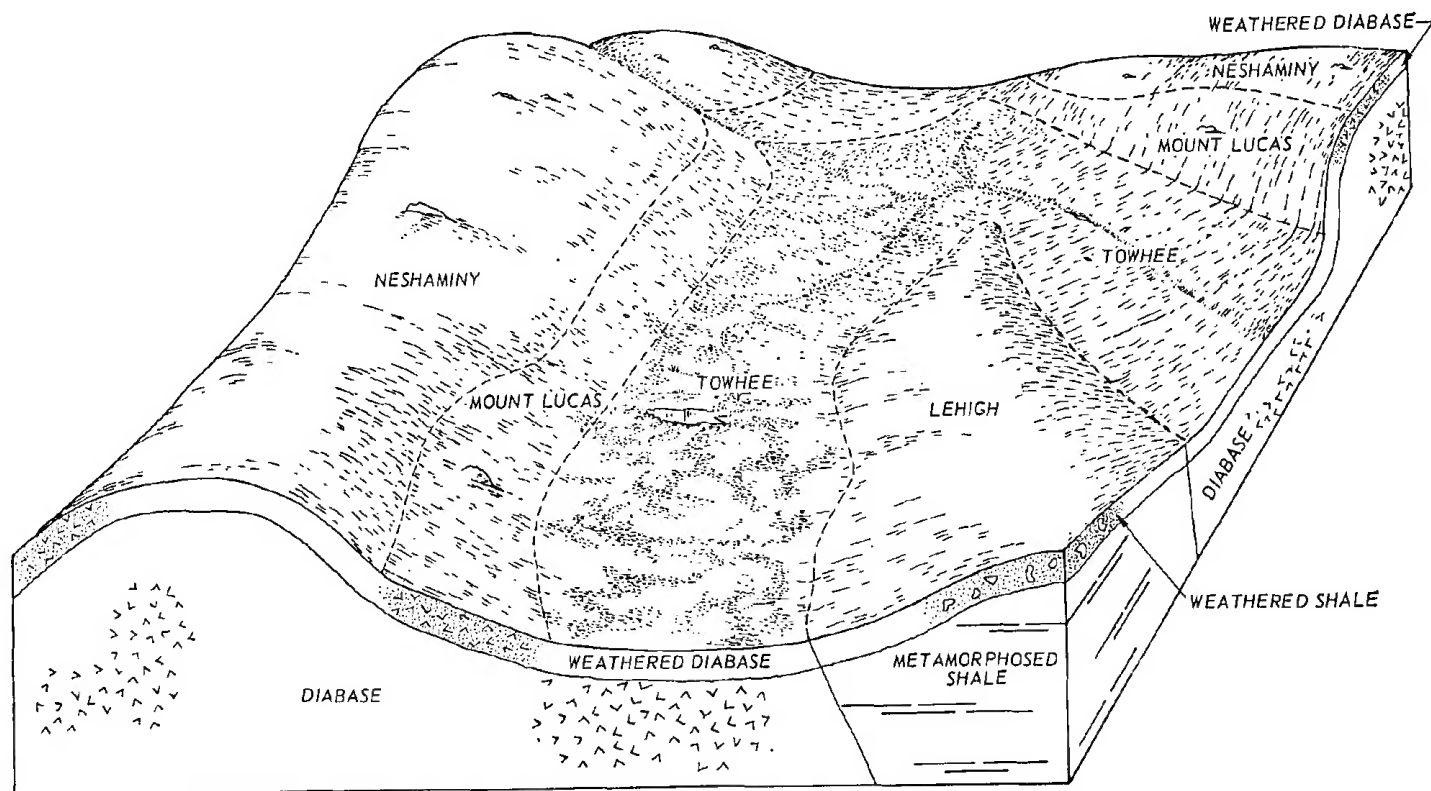 WEATHERED DIABASE
NESHAMINY
MOUNT LUCAS
TOWHEE
NESHAMINY
TOWHEE
MOUNT LUCAS
LEHIGH
DIABASE
WEATHERED SHALE
WEATHERED DIABASE
METAMORPHOSED
SHALE
DIABASE